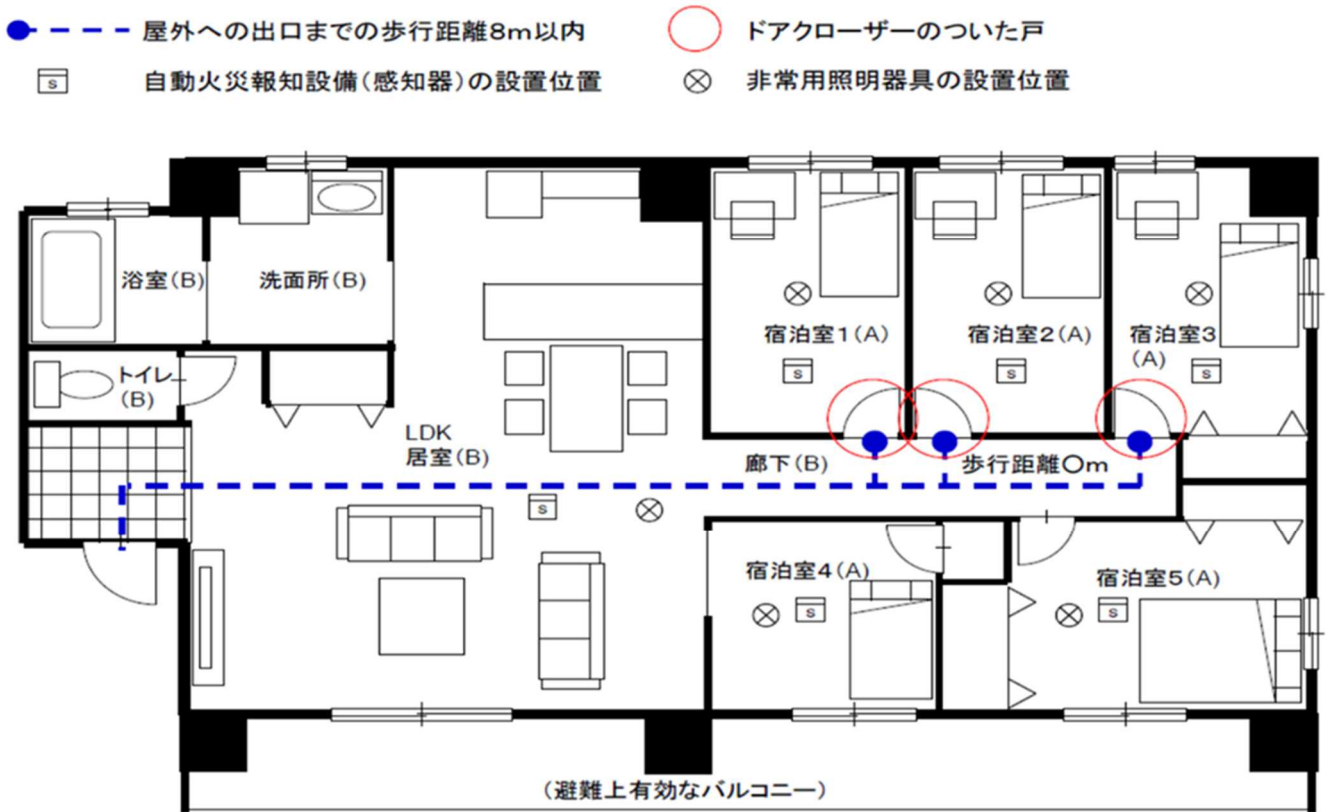 屋外への出口までの歩行距離8m以内
ドアクローザーのついた戸
S
自動火災報知設備(感知器)の設置位置
非常用照明器具の設置位置
浴室(B)
洗面所(B)
宿泊室1(A)
宿泊室2(A)
宿泊室3
(A)
S
S
S
トイレ
(B)
LDK
居室(B)
廊下(B)
歩行距離〇m
S
宿泊室4(A)
宿泊室5(A)
S
S
(避難上有効なバルコニー)